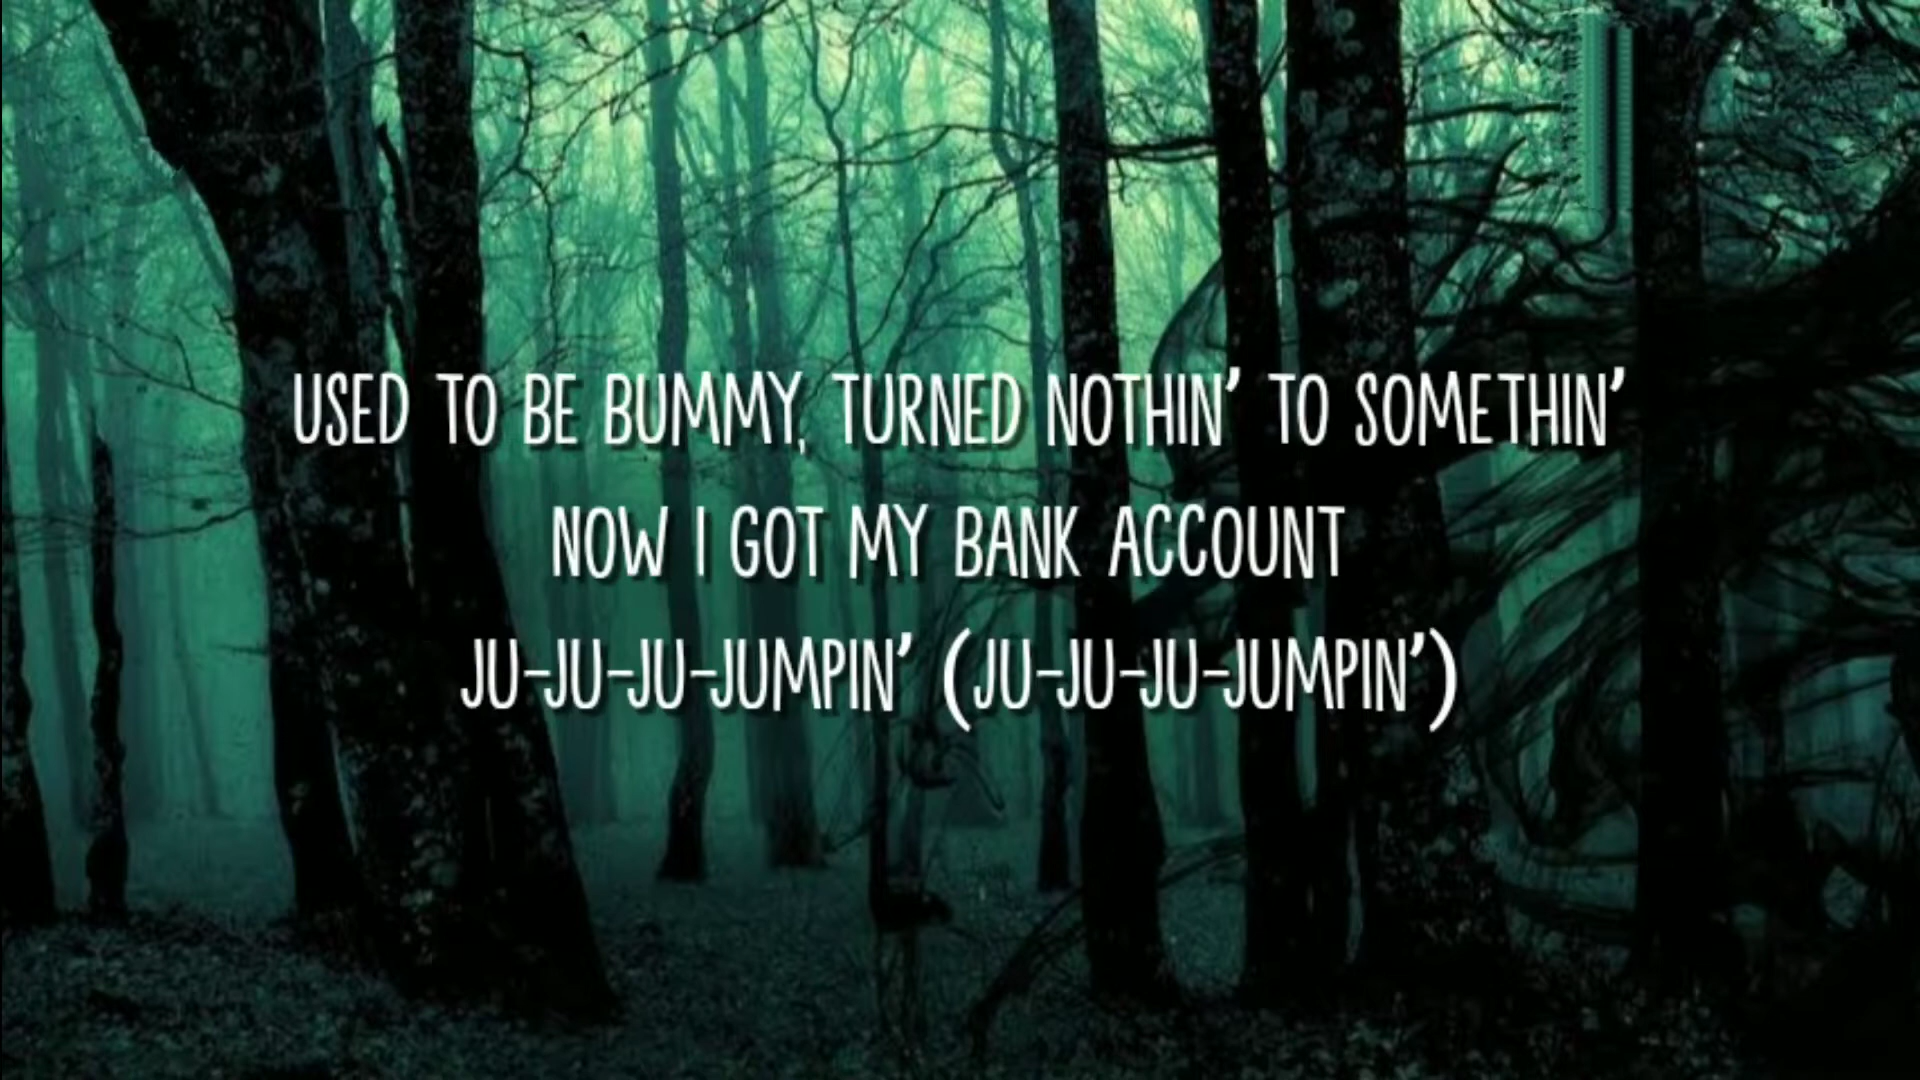 USED TO BE BUMMY, TURNED NOTHIN' TO SOMETHIN'
NOW I GOT MY BANK ACCOUNT
JU-JU-JU-JUMPIN' (JU-JU-JU-JUMPIN')